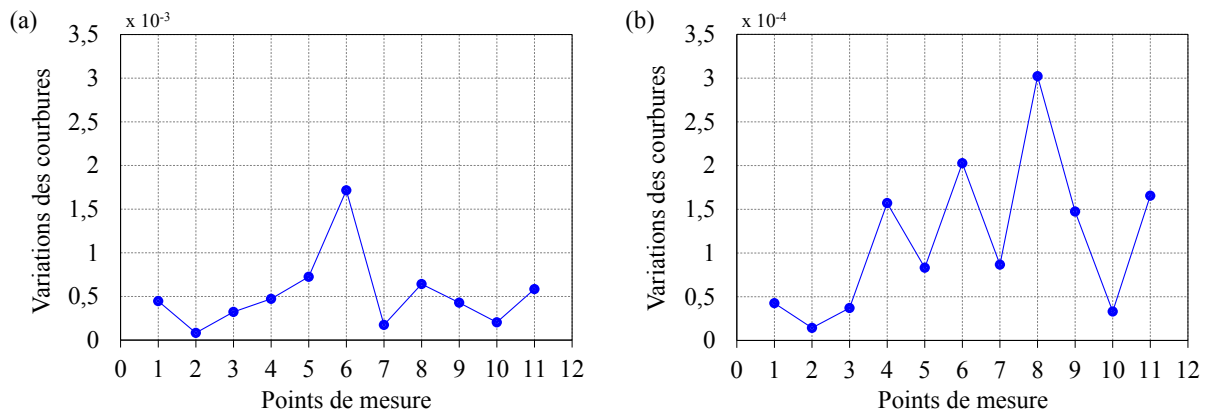 (a)
x 10-3
3,5
3
2,5
2
1,5
1
0,5
0
Variations des courbures
0 1 2 3 4 5 6 7 8 9 10 11 12
Points de mesure
(b)
x 10-4
3,5
3
2,5
2
1,5
1
0,5
0
Variations des courbures
0 1 2 3 4 5 6 7 8 9 10 11 12
Points de mesure